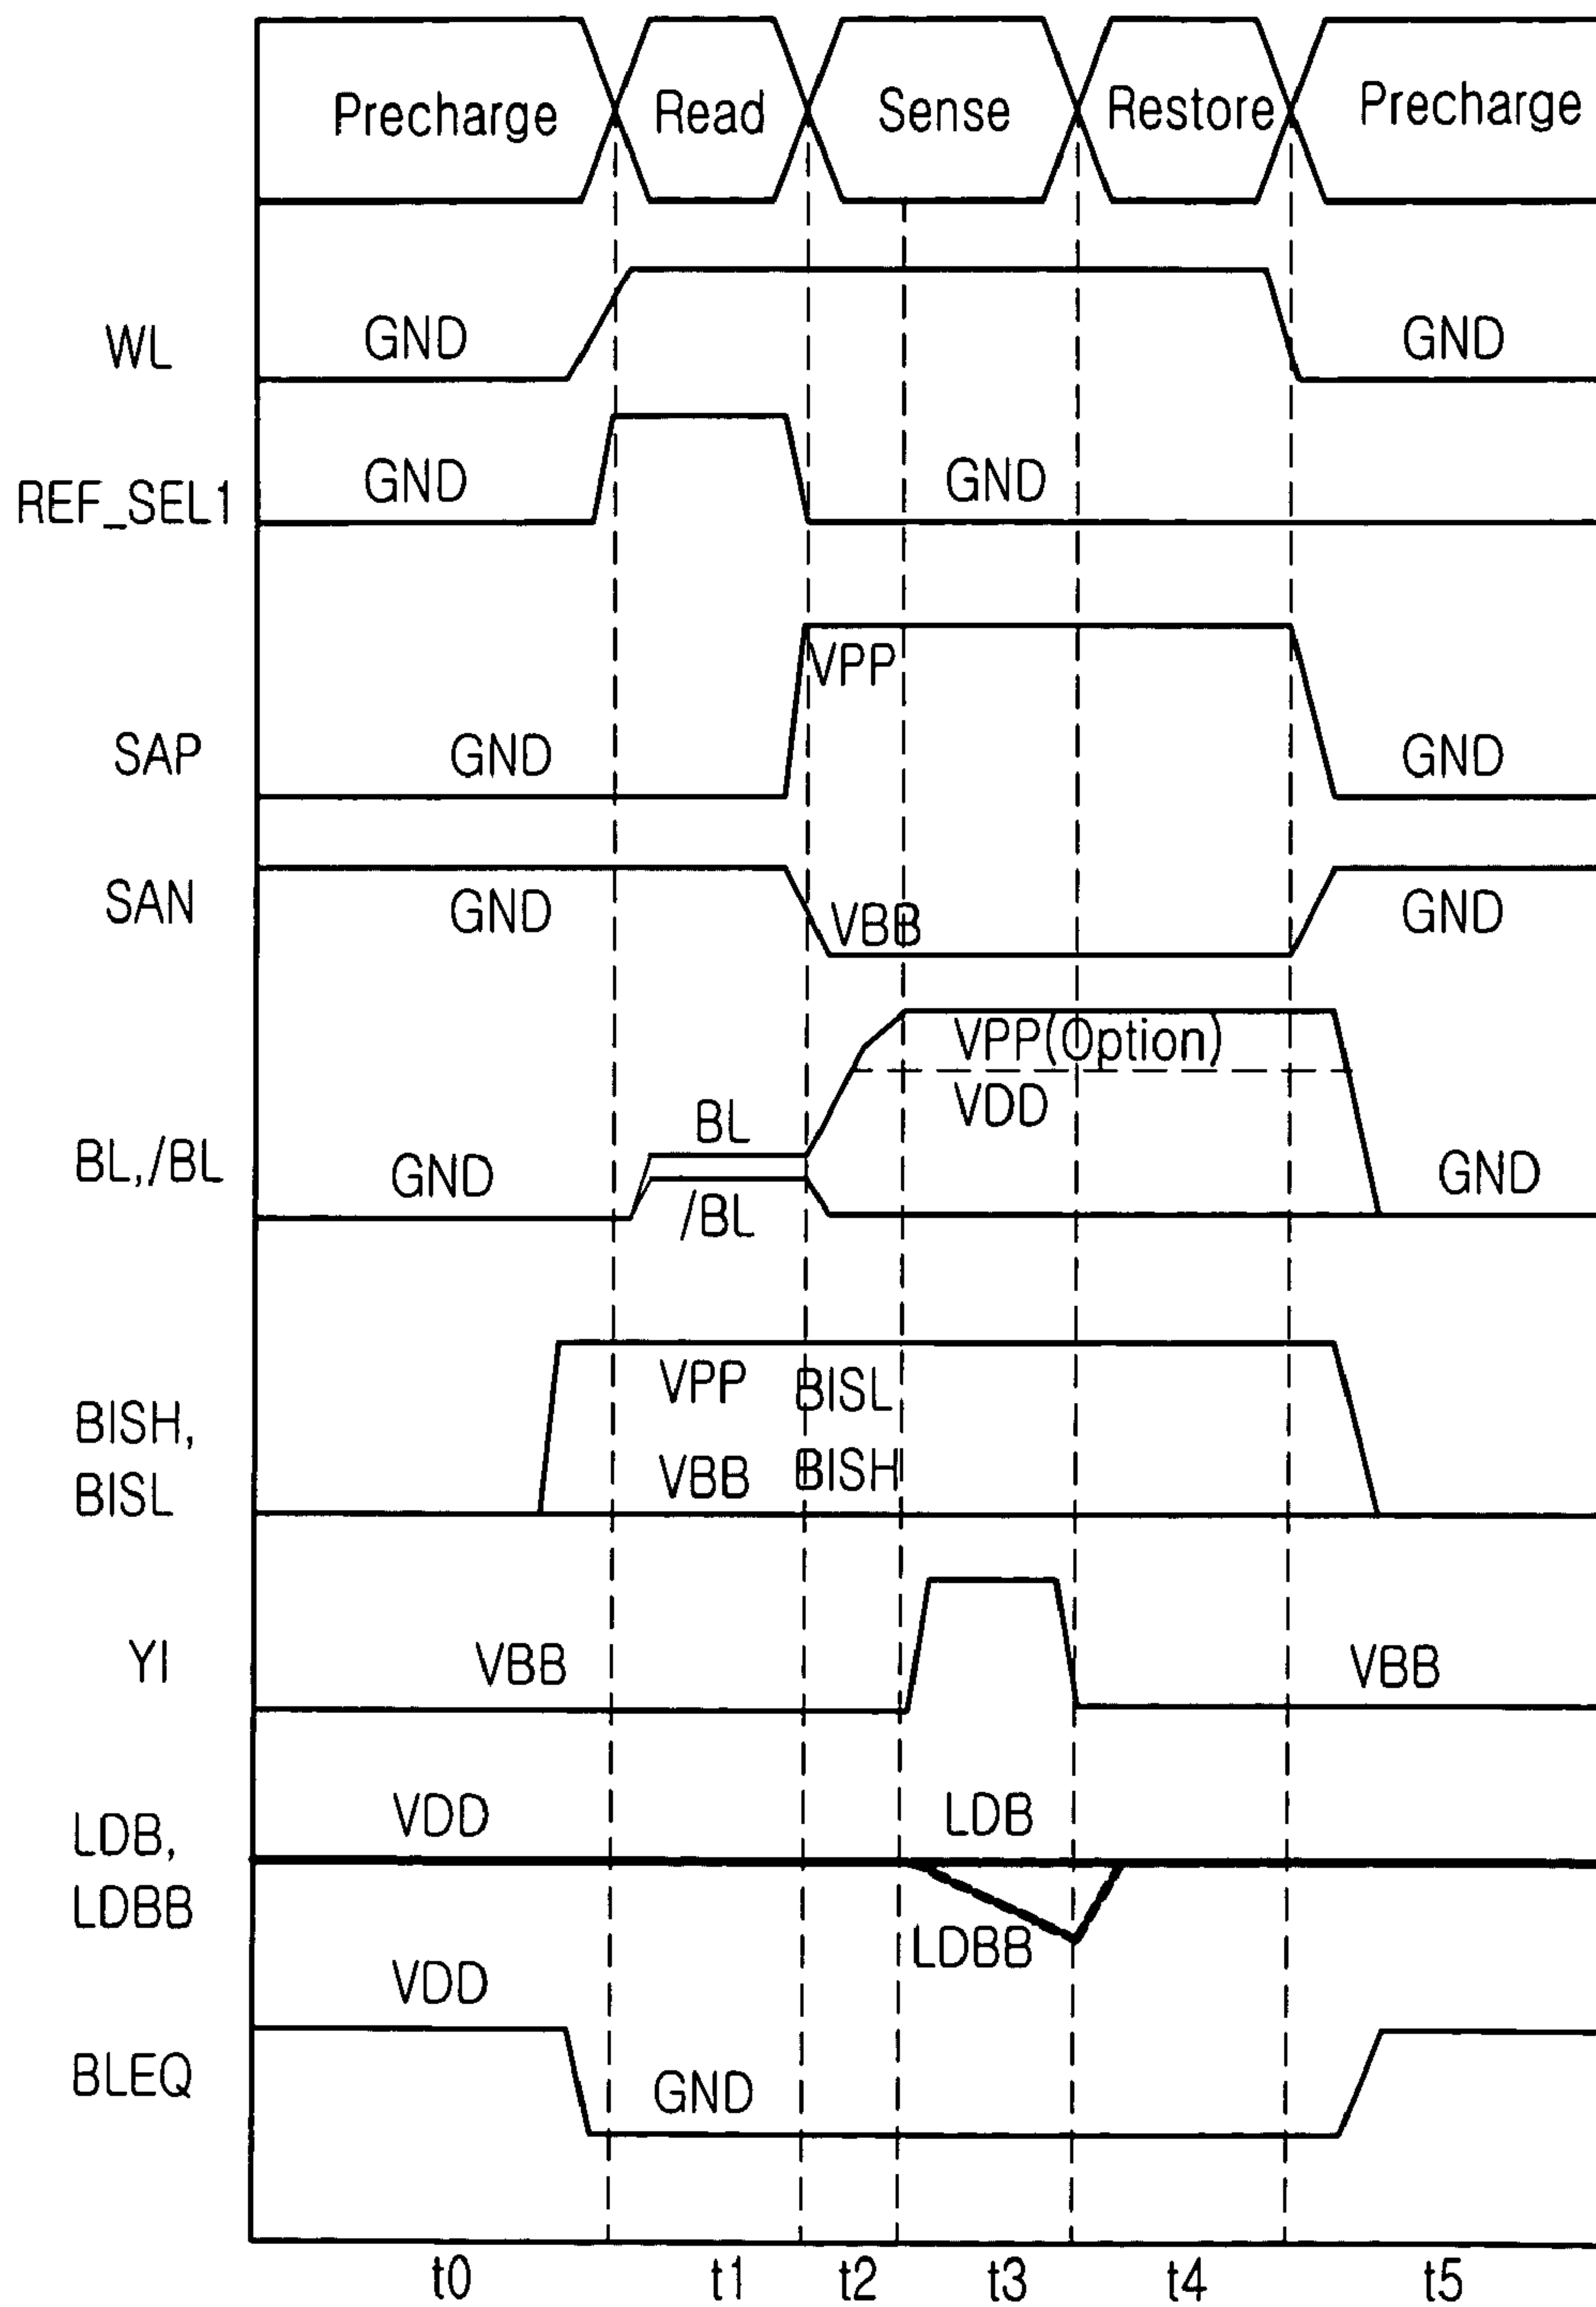 Precharge Read Sense Restore Precharge
WL GND GND
REF_SEL1 GND GND
VPP
SAP GND GND
SAN GND VBB GND
VPP(Option)
VDD
BL
BL,/BL GND GND
/BL
VPP BISL
BISH,
VBB BISH
BISL
YI VBB VBB
VDD LDB
LDB,
LDBB
LDBB
VDD
BLEQ GND
t0 t1 t2 t3 t4 t5